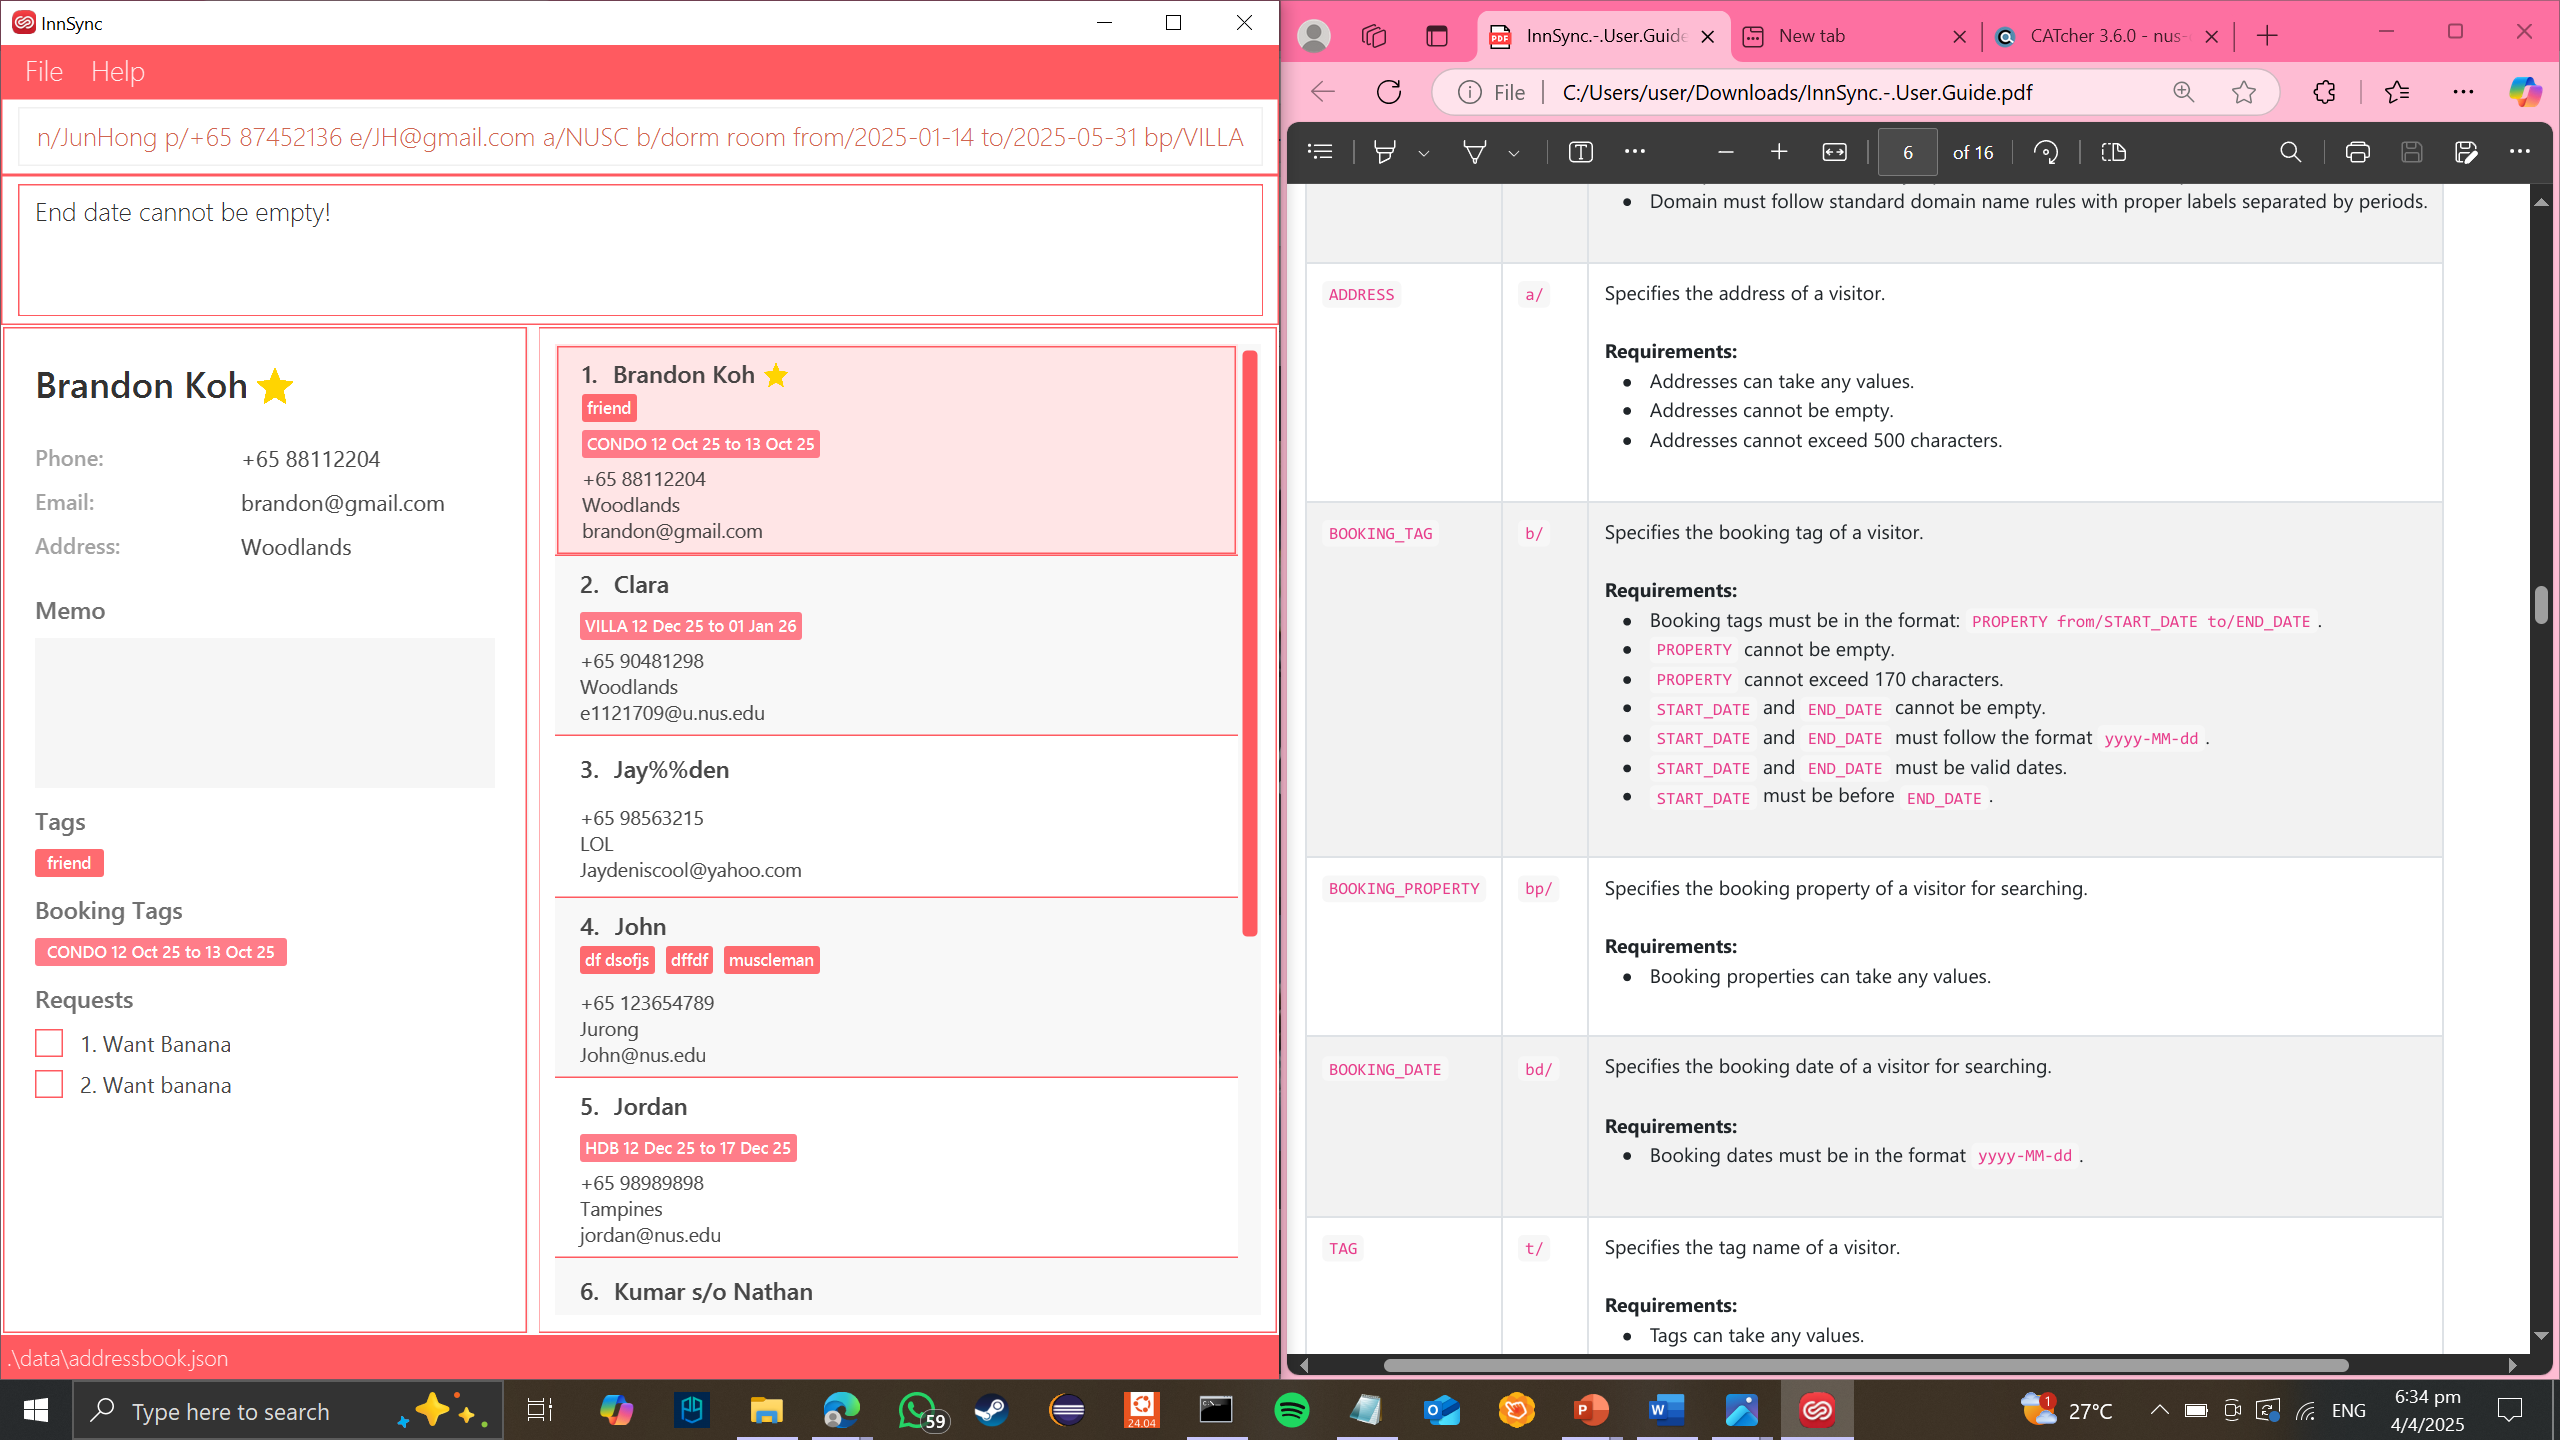 InnSync
File Help
n/JunHong p/+65 87452136 e/JH@gmail.com a/NUSC b/dorm room from/2025-01-14 to/2025-05-31 bp/VILLA
End date cannot be empty!
Brandon Koh
Phone: +65 88112204
Email: brandon@gmail.com
Address: Woodlands
Memo
Tags
friend
Booking Tags
CONDO 12 Oct 25 to 13 Oct 25
Requests
1. Want Banana
2. Want banana
1. Brandon Koh
friend
CONDO 12 Oct 25 to 13 Oct 25
+65 88112204
Woodlands
brandon@gmail.com
2. Clara
VILLA 12 Dec 25 to 01 Jan 26
+65 90481298
Woodlands
e1121709@u.nus.edu
3. Jay%%den
+65 98563215
LOL
Jaydeniscool@yahoo.com
4. John
df dsofjs dffdf muscleman
+65 123654789
Jurong
John@nus.edu
5. Jordan
HDB 12 Dec 25 to 17 Dec 25
+65 98989898
Tampines
jordan@nus.edu
6. Kumar s/o Nathan
.\data\addressbook.json
InnSync.-.User.Guide
New tab
CATcher 3.6.0 - nus-
File C:/Users/user/Downloads/InnSync.-.User.Guide.pdf
6 of 16
• Domain must follow standard domain name rules with proper labels separated by periods.
ADDRESS a/ Specifies the address of a visitor.
Requirements:
• Addresses can take any values.
• Addresses cannot be empty.
• Addresses cannot exceed 500 characters.
BOOKING_TAG b/ Specifies the booking tag of a visitor.
Requirements:
• Booking tags must be in the format: PROPERTY from/START_DATE to/END_DATE .
• PROPERTY cannot be empty.
• PROPERTY cannot exceed 170 characters.
• START_DATE and END_DATE cannot be empty.
• START_DATE and END_DATE must follow the format yyyy-MM-dd .
• START_DATE and END_DATE must be valid dates.
• START_DATE must be before END_DATE .
BOOKING_PROPERTY bp/ Specifies the booking property of a visitor for searching.
Requirements:
• Booking properties can take any values.
BOOKING_DATE bd/ Specifies the booking date of a visitor for searching.
Requirements:
• Booking dates must be in the format yyyy-MM-dd .
TAG t/ Specifies the tag name of a visitor.
Requirements:
• Tags can take any values.
Type here to search
59
24.04
1
27°C
ENG
6:34 pm
4/4/2025